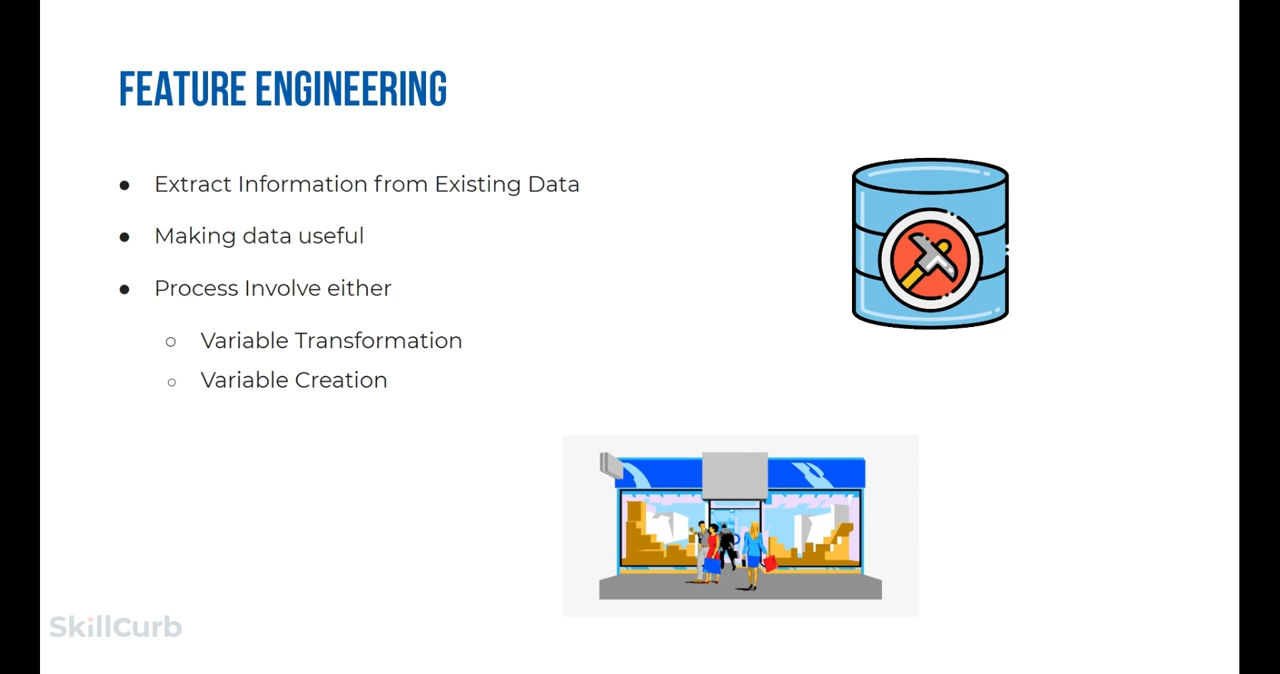 FEATURE ENGINEERING
● Extract Information from Existing Data
● Making data useful
● Process Involve either
○ Variable Transformation
○ Variable Creation
SkillCurb